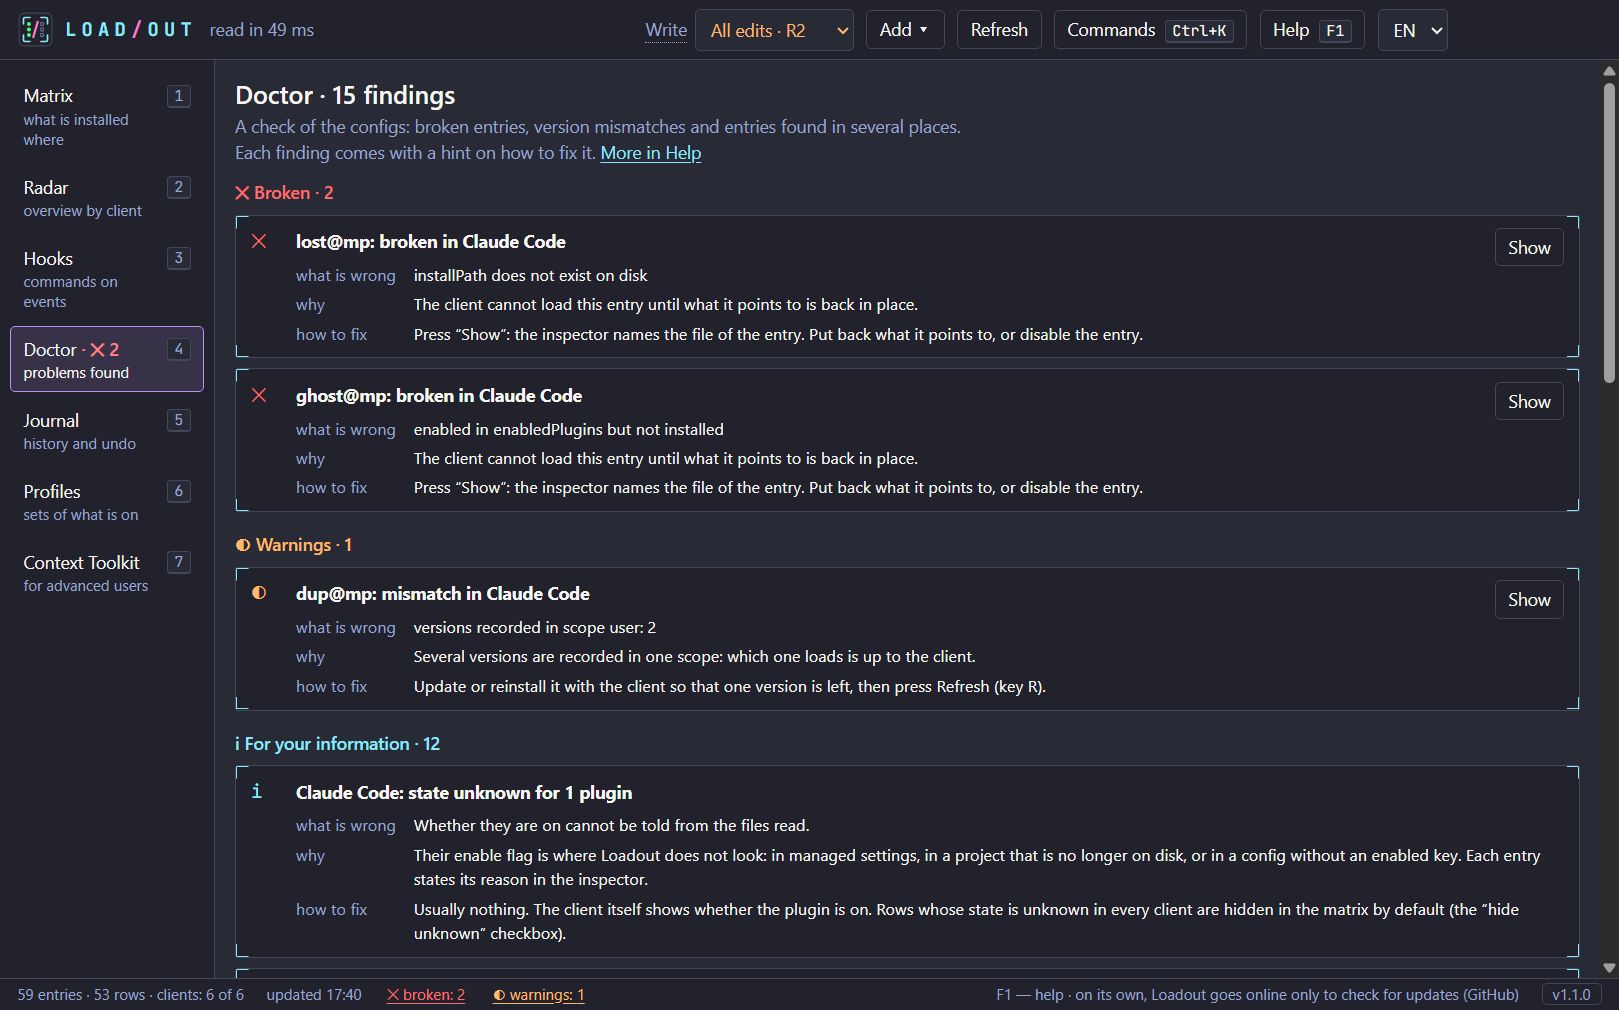 LOAD/OUT read in 49 ms Write All edits · R2 Add ▼ Refresh Commands Ctrl+K Help F1 EN
Matrix 1
what is installed
where
Radar 2
overview by client
Hooks 3
commands on
events
Doctor · ✕ 2 4
problems found
Journal 5
history and undo
Profiles 6
sets of what is on
Context Toolkit 7
for advanced users
Doctor · 15 findings
A check of the configs: broken entries, version mismatches and entries found in several places.
Each finding comes with a hint on how to fix it. More in Help
✕ Broken · 2
lost@mp: broken in Claude Code Show
what is wrong installPath does not exist on disk
why The client cannot load this entry until what it points to is back in place.
how to fix Press “Show”: the inspector names the file of the entry. Put back what it points to, or disable the entry.
ghost@mp: broken in Claude Code Show
what is wrong enabled in enabledPlugins but not installed
why The client cannot load this entry until what it points to is back in place.
how to fix Press “Show”: the inspector names the file of the entry. Put back what it points to, or disable the entry.
◐ Warnings · 1
dup@mp: mismatch in Claude Code Show
what is wrong versions recorded in scope user: 2
why Several versions are recorded in one scope: which one loads is up to the client.
how to fix Update or reinstall it with the client so that one version is left, then press Refresh (key R).
i For your information · 12
i Claude Code: state unknown for 1 plugin
what is wrong Whether they are on cannot be told from the files read.
why Their enable flag is where Loadout does not look: in managed settings, in a project that is no longer on disk, or in a config without an enabled key. Each entry
states its reason in the inspector.
how to fix Usually nothing. The client itself shows whether the plugin is on. Rows whose state is unknown in every client are hidden in the matrix by default (the “hide
unknown” checkbox).
59 entries · 53 rows · clients: 6 of 6 updated 17:40 ✕ broken: 2 ◐ warnings: 1 F1 — help · on its own, Loadout goes online only to check for updates (GitHub) v1.1.0